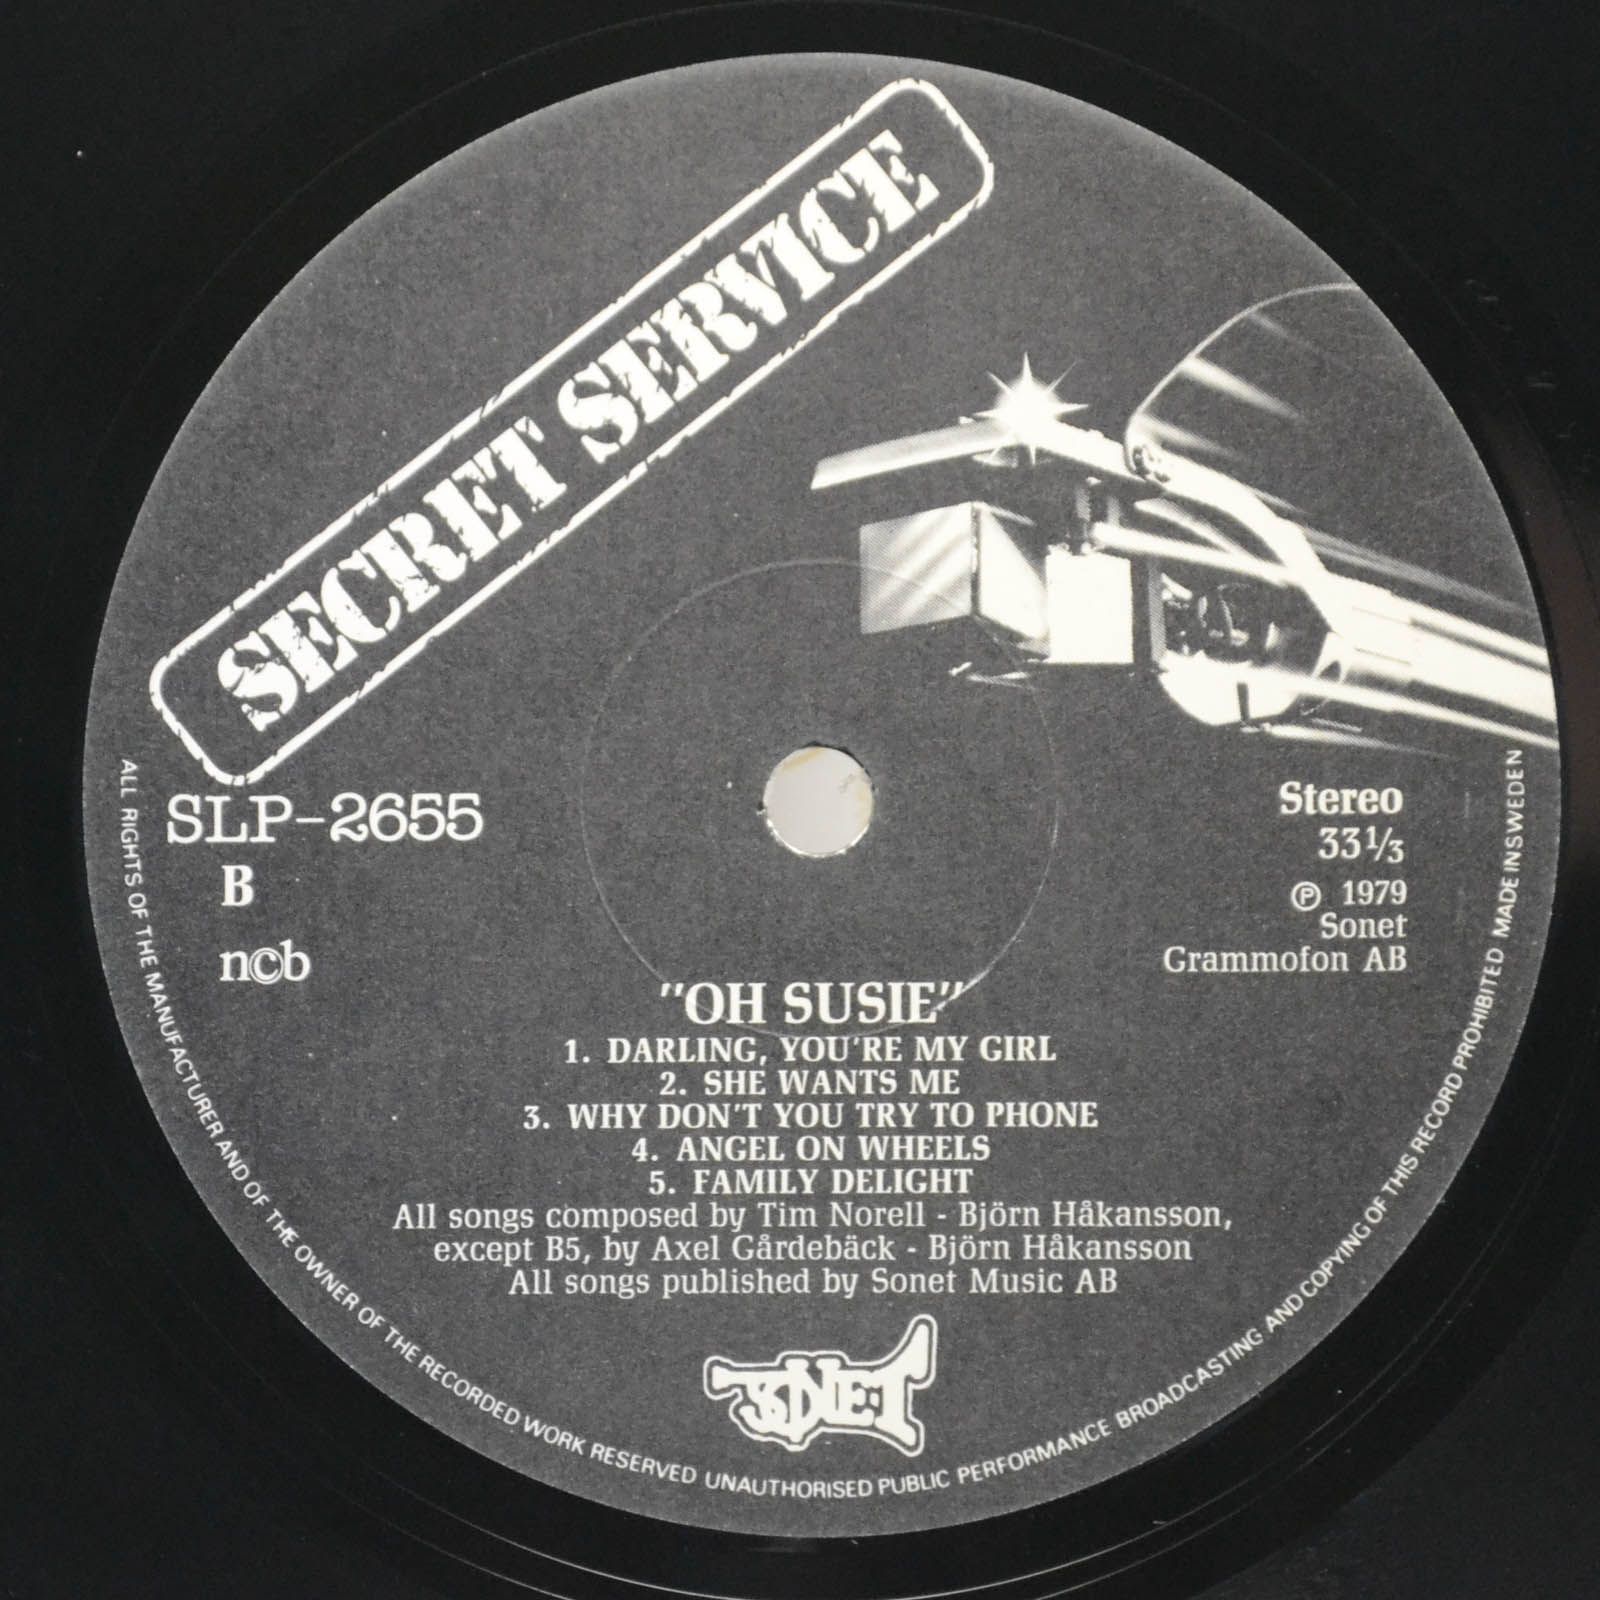 SECRET SERVICE
SLP-2655
B
n©b
Stereo
33⅓
℗ 1979
Sonet
Grammofon AB
"OH SUSIE"
1. DARLING, YOU'RE MY GIRL
2. SHE WANTS ME
3. WHY DON'T YOU TRY TO PHONE
4. ANGEL ON WHEELS
5. FAMILY DELIGHT
All songs composed by Tim Norell - Björn Håkansson,
except B5, by Axel Gårdebäck - Björn Håkansson
All songs published by Sonet Music AB
SONET
ALL RIGHTS OF THE MANUFACTURER AND OF THE OWNER OF THE RECORDED WORK RESERVED UNAUTHORISED PUBLIC PERFORMANCE BROADCASTING AND COPYING OF THIS RECORD PROHIBITED MADE IN SWEDEN